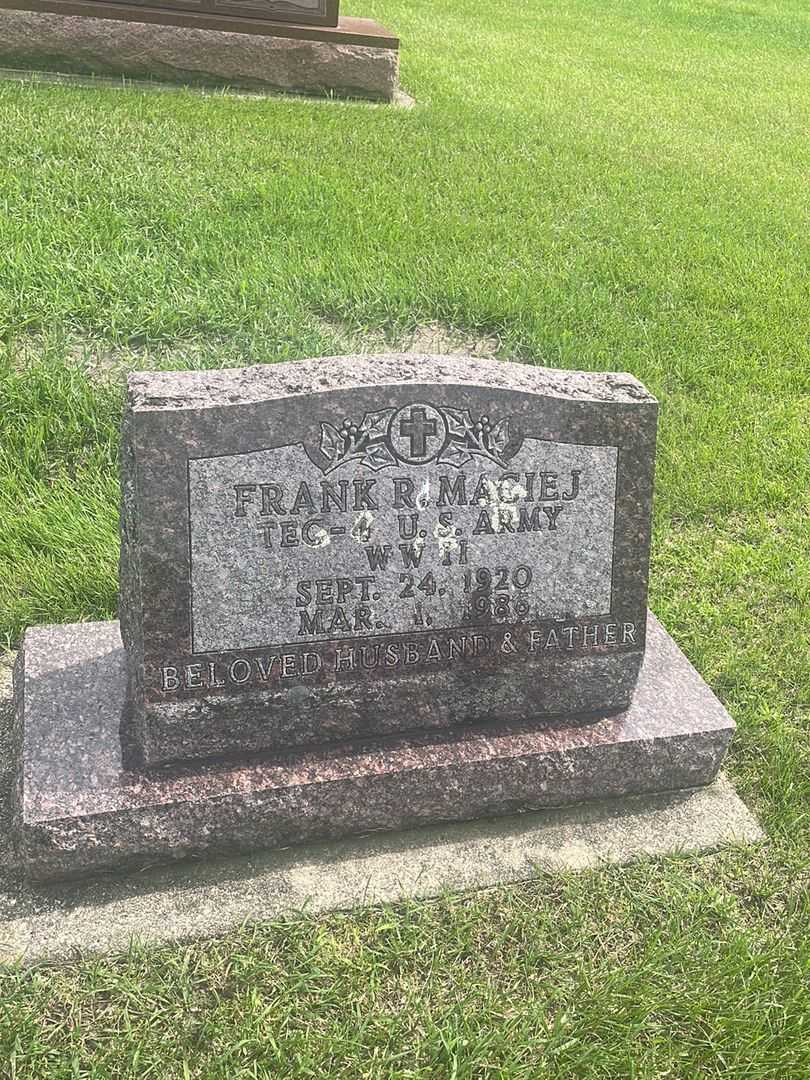 FRANK R. MACIEJ
TEC-4 U.S. ARMY
WW II
SEPT. 24, 1920
MAR. 1, 1986
BELOVED HUSBAND & FATHER